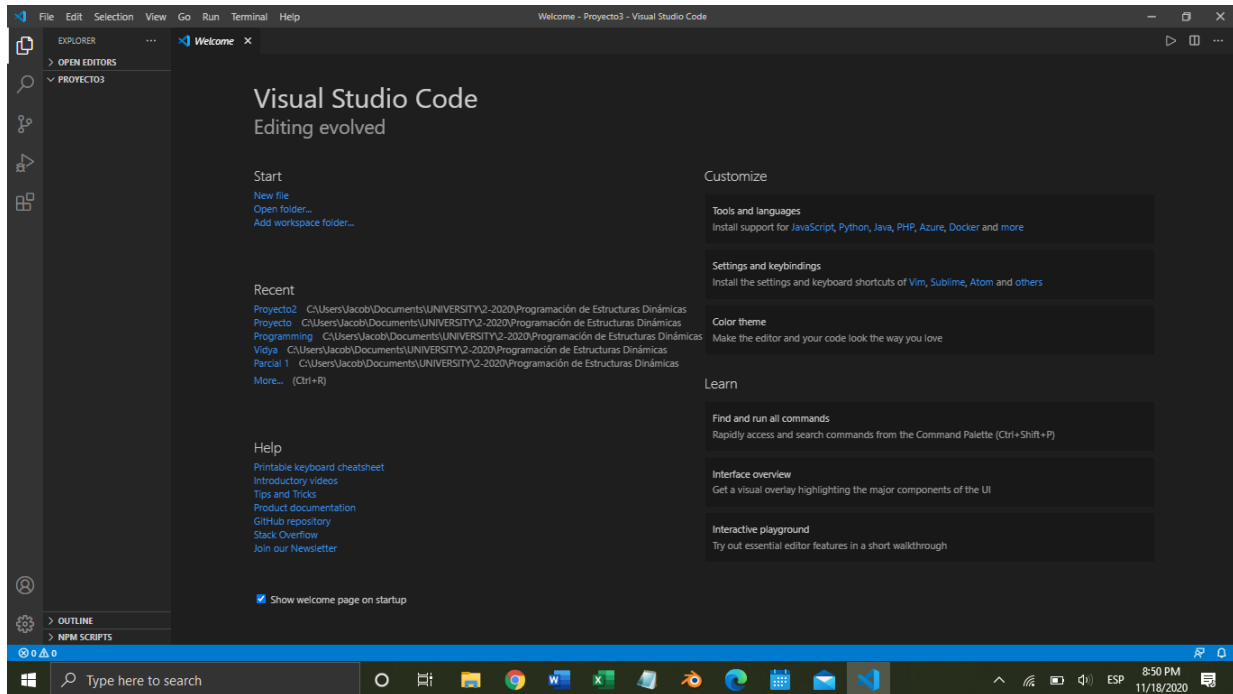 File Edit Selection View Go Run Terminal Help
Welcome - Proyecto3 - Visual Studio Code
EXPLORER
Welcome
OPEN EDITORS
PROYECTO3
Visual Studio Code
Editing evolved
Start
New file
Open folder...
Add workspace folder...
Recent
Proyecto2 C:\Users\Jacob\Documents\UNIVERSITY\2-2020\Programación de Estructuras Dinámicas
Proyecto C:\Users\Jacob\Documents\UNIVERSITY\2-2020\Programación de Estructuras Dinámicas
Programming C:\Users\Jacob\Documents\UNIVERSITY\2-2020\Programación de Estructuras Dinámicas
Vidya C:\Users\Jacob\Documents\UNIVERSITY\2-2020\Programación de Estructuras Dinámicas
Parcial 1 C:\Users\Jacob\Documents\UNIVERSITY\2-2020\Programación de Estructuras Dinámicas
More... (Ctrl+R)
Help
Printable keyboard cheatsheet
Introductory videos
Tips and Tricks
Product documentation
GitHub repository
Stack Overflow
Join our Newsletter
Show welcome page on startup
Customize
Tools and languages
Install support for JavaScript, Python, Java, PHP, Azure, Docker and more
Settings and keybindings
Install the settings and keyboard shortcuts of Vim, Sublime, Atom and others
Color theme
Make the editor and your code look the way you love
Learn
Find and run all commands
Rapidly access and search commands from the Command Palette (Ctrl+Shift+P)
Interface overview
Get a visual overlay highlighting the major components of the UI
Interactive playground
Try out essential editor features in a short walkthrough
OUTLINE
NPM SCRIPTS
0 0
Type here to search
ESP
8:50 PM
11/18/2020